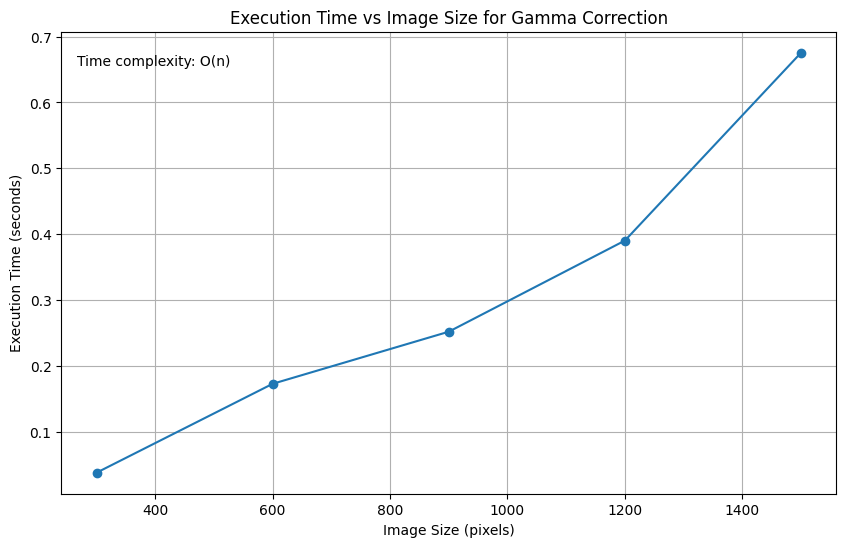 Execution Time vs Image Size for Gamma Correction
Time complexity: O(n)
Execution Time (seconds)
0.7
0.6
0.5
0.4
0.3
0.2
0.1
400 600 800 1000 1200 1400
Image Size (pixels)